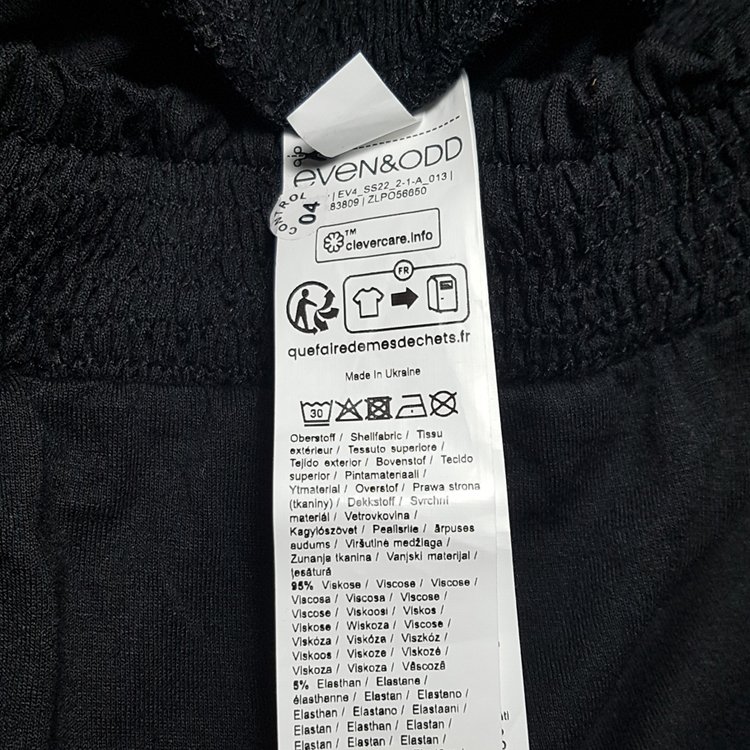 EVEN&ODD
| EV4_SS22_2-1-A_013 |
83809 | ZLPO56650
CONTROL
04
™
clevercare.info
FR
quefairedemesdechets.fr
Made in Ukraine
30
Oberstoff / Shellfabric / Tissu
extérieur / Tessuto superiore /
Tejido exterior / Bovenstof / Tecido
superior / Pintamateriaali /
Ytmaterial / Overstof / Prawa strona
(tkaniny) / Dekkstoff / Svrchní
materiál / Vetrovkovina /
Kagylószövet / Pealisriie / ārpuses
audums / Viršutinė medžiaga /
Zunanja tkanina / Vanjski materijal /
țesătură
95% Viskose / Viscose / Viscose /
Viscosa / Viscosa / Viscose /
Viscose / Viskoosi / Viskos /
Viskose / Wiskoza / Viscose /
Viskóza / Viskóza / Viszkóz /
Viskoos / Viskoze / Viskozė /
Viskoza / Viskoza / Vâscoză
5% Elasthan / Elastane /
élasthanne / Elastan / Elastano /
Elasthen / Elastano / Elastaani /
Elastan / Elasthan / Elastan /
Elastan / Elastan / Elastan /